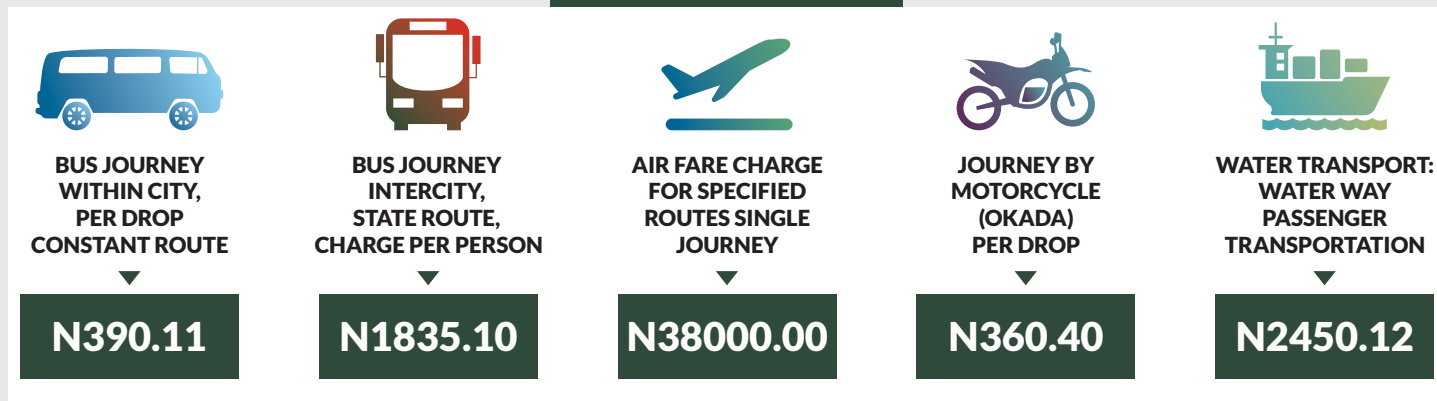 BUS JOURNEY
WITHIN CITY,
PER DROP
CONSTANT ROUTE
N390.11
BUS JOURNEY
INTERCITY,
STATE ROUTE,
CHARGE PER PERSON
N1835.10
AIR FARE CHARGE
FOR SPECIFIED
ROUTES SINGLE
JOURNEY
N38000.00
JOURNEY BY
MOTORCYCLE
(OKADA)
PER DROP
N360.40
WATER TRANSPORT:
WATER WAY
PASSENGER
TRANSPORTATION
N2450.12